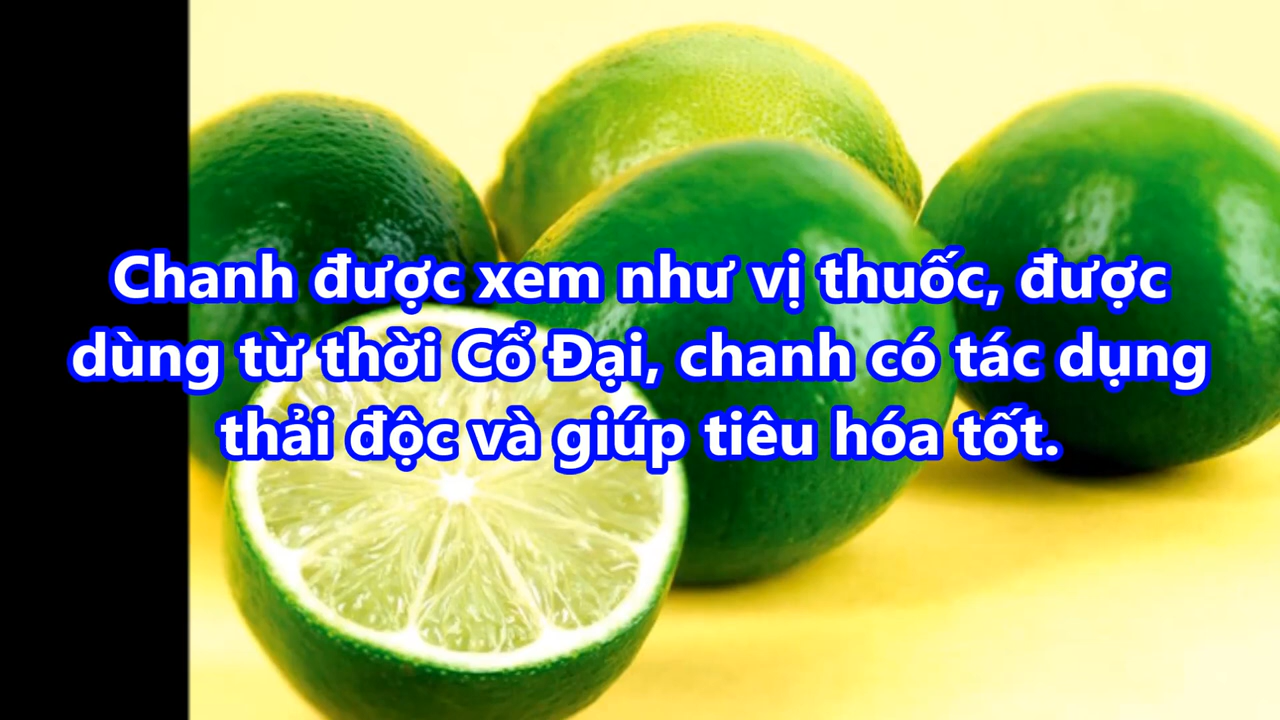 Chanh được xem như vị thuốc, được
dùng từ thời Cổ Đại, chanh có tác dụng
thải độc và giúp tiêu hóa tốt.